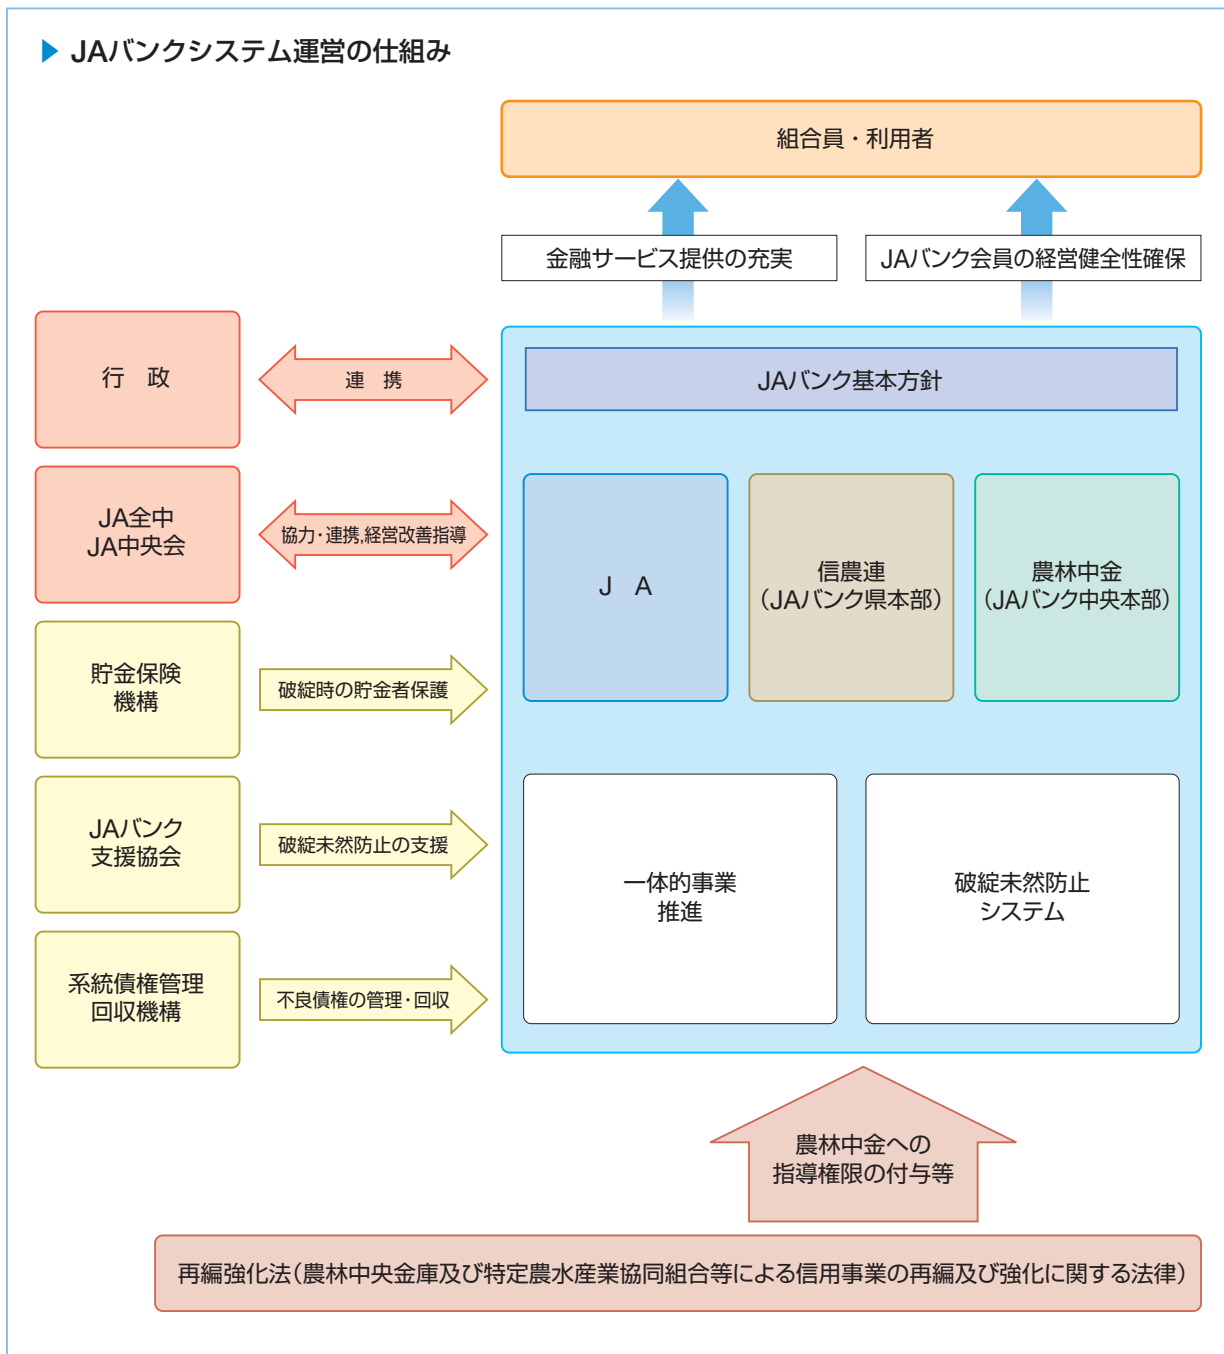 JAバンクシステム運営の仕組み
組合員・利用者
金融サービス提供の充実
JAバンク会員の経営健全性確保
行　政
連　携
JAバンク基本方針
JA全中
JA中央会
協力・連携,経営改善指導
J　A
信農連
（JAバンク県本部）
農林中金
（JAバンク中央本部）
貯金保険
機構
破綻時の貯金者保護
JAバンク
支援協会
破綻未然防止の支援
一体的事業
推進
破綻未然防止
システム
系統債権管理
回収機構
不良債権の管理・回収
農林中金への
指導権限の付与等
再編強化法（農林中央金庫及び特定農水産業協同組合等による信用事業の再編及び強化に関する法律）